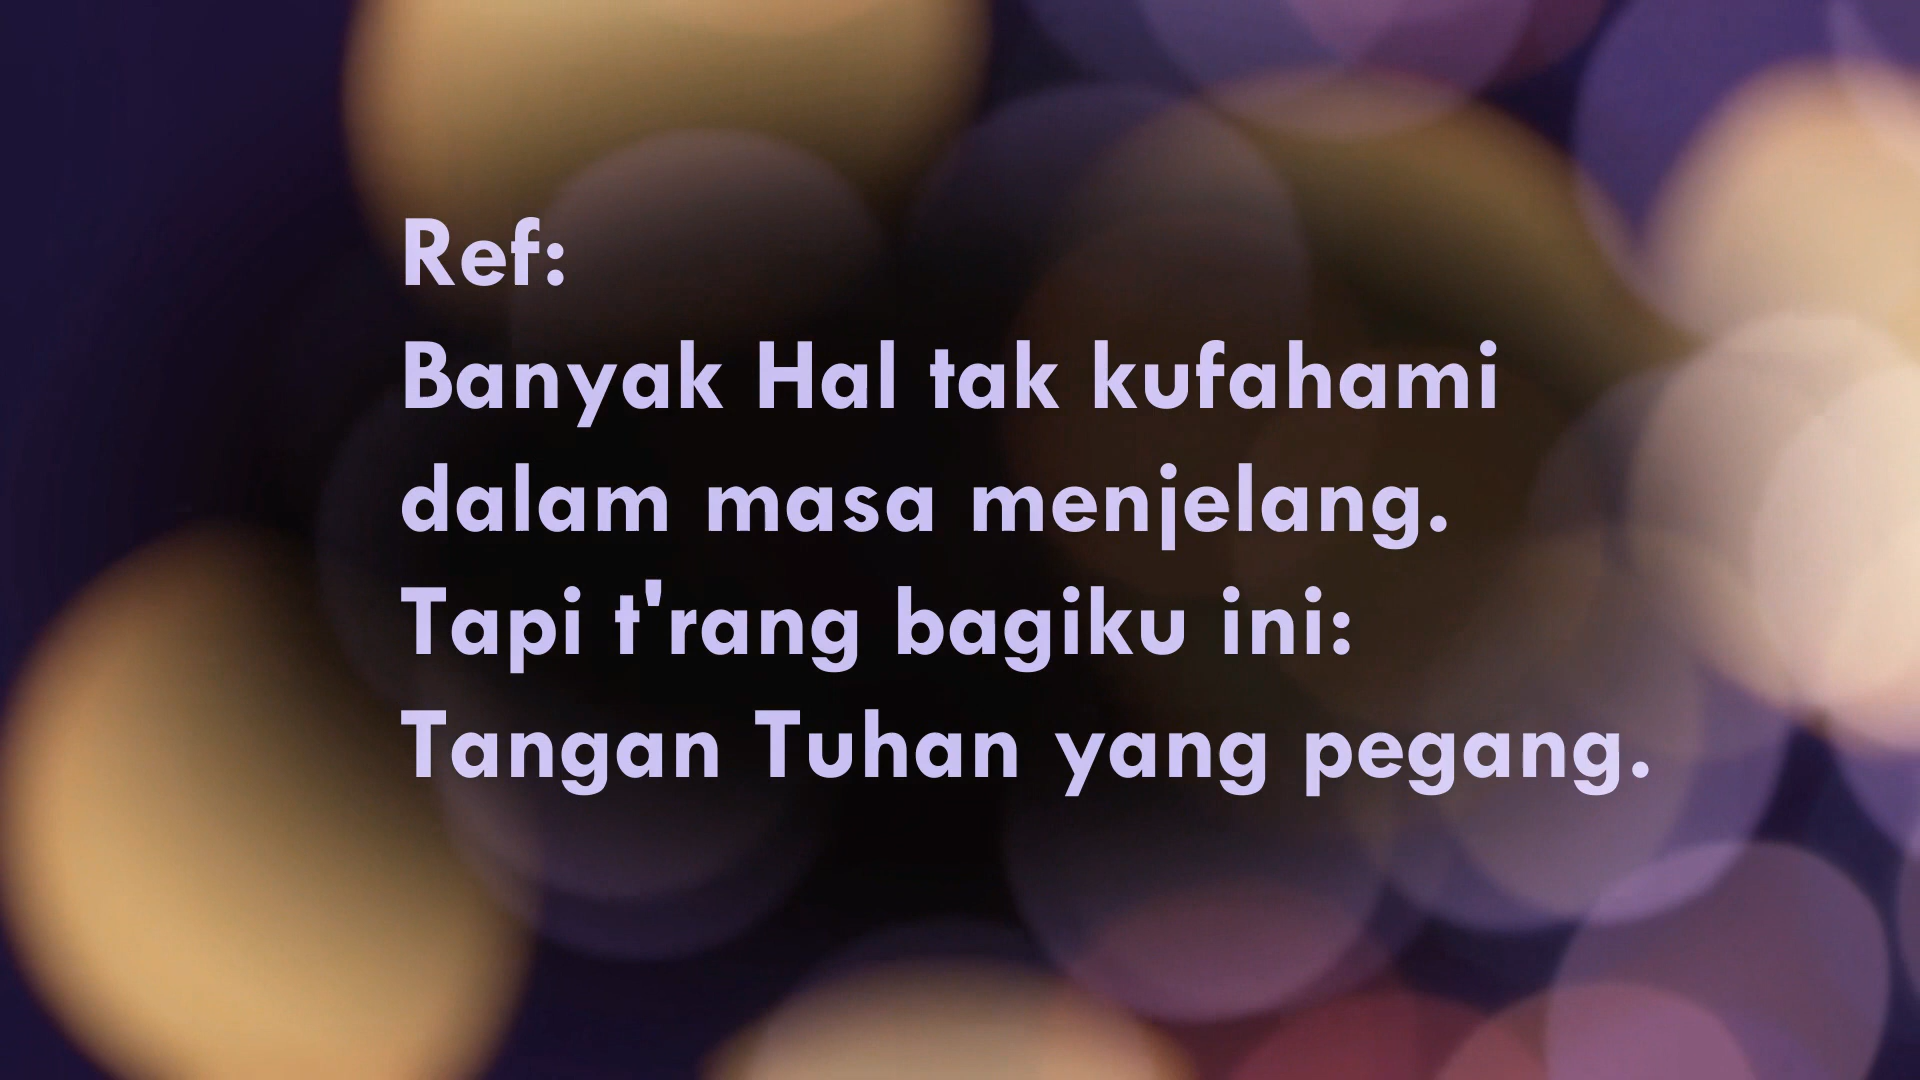 Ref:
Banyak Hal tak kufahami
dalam masa menjelang.
Tapi t'rang bagiku ini:
Tangan Tuhan yang pegang.